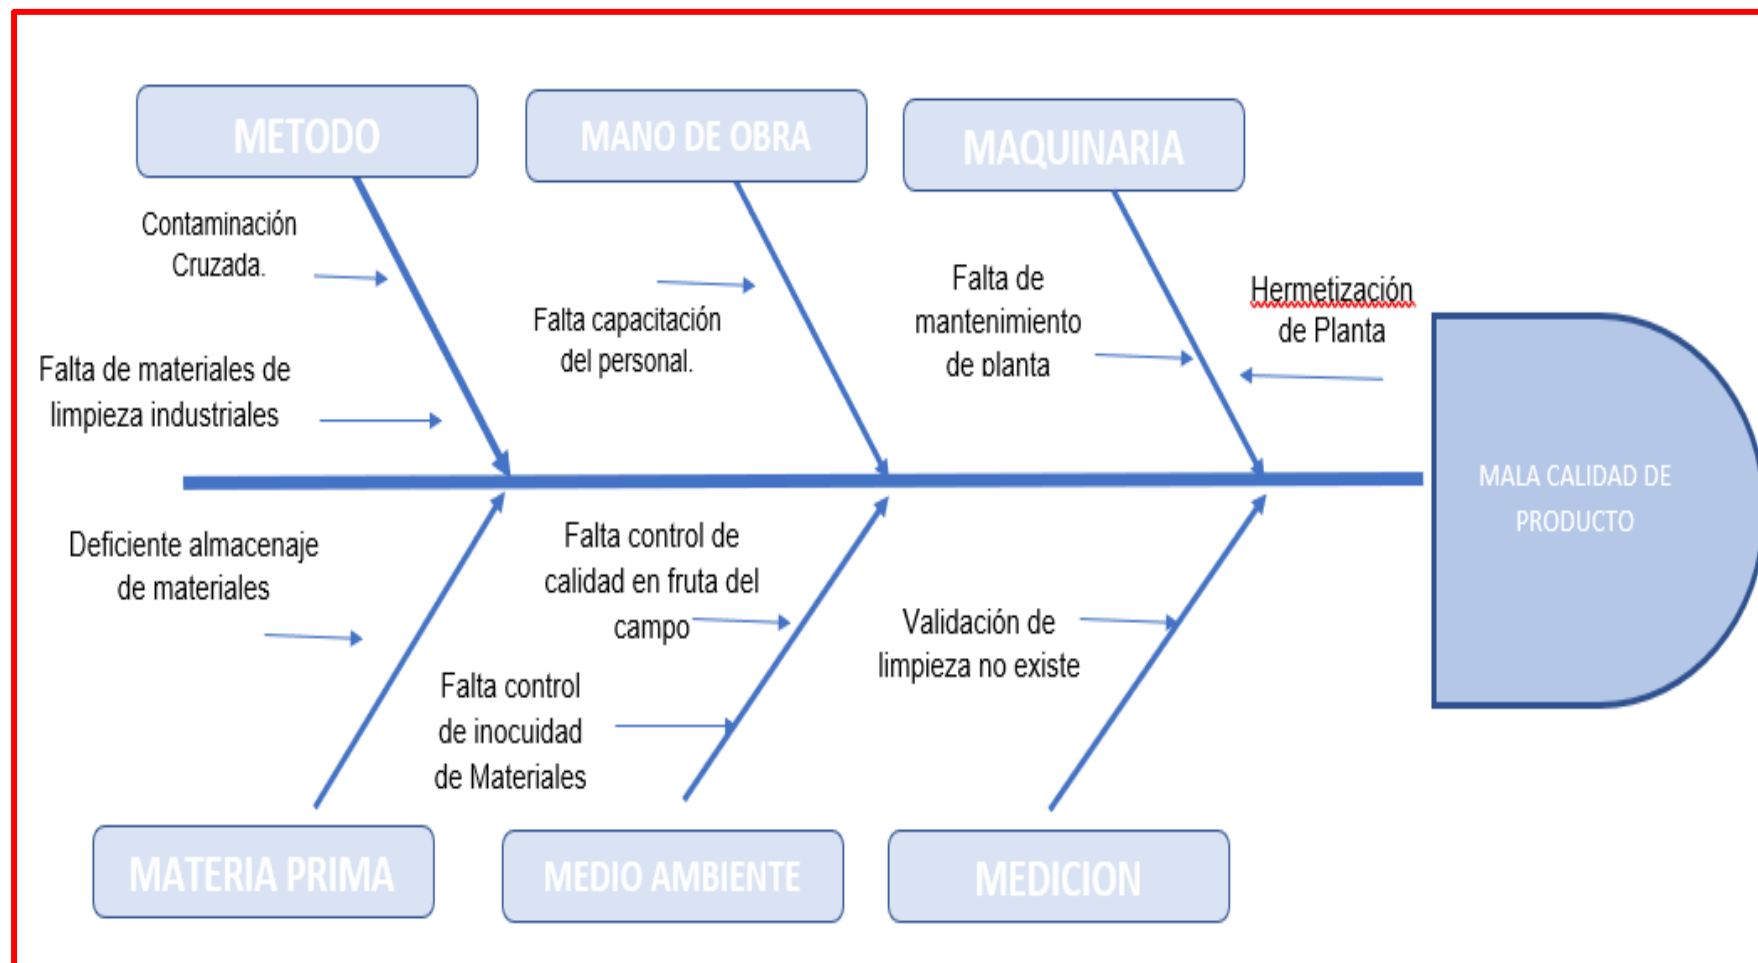 METODO
MANO DE OBRA
MAQUINARIA
Contaminación
Cruzada.
Falta de materiales de
limpieza industriales
Falta capacitación
del personal.
Falta de
mantenimiento
de planta
Hermetización
de Planta
MALA CALIDAD DE
PRODUCTO
Deficiente almacenaje
de materiales
Falta control de
calidad en fruta del
campo
Falta control
de inocuidad
de Materiales
Validación de
limpieza no existe
MATERIA PRIMA
MEDIO AMBIENTE
MEDICION